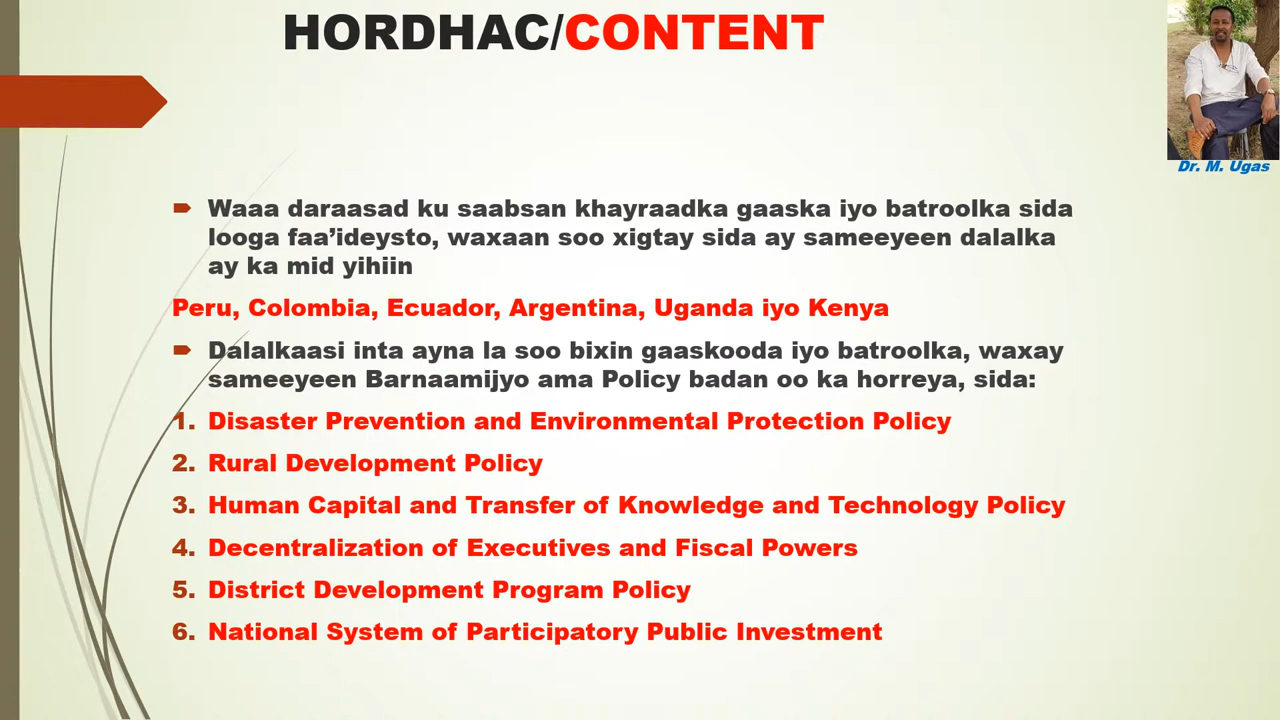 HORDHAC/CONTENT
Dr. M. Ugas
Waaa daraasad ku saabsan khayraadka gaaska iyo batroolka sida
looga faa’ideysto, waxaan soo xigtay sida ay sameeyeen dalalka
ay ka mid yihiin
Peru, Colombia, Ecuador, Argentina, Uganda iyo Kenya
Dalalkaasi inta ayna la soo bixin gaaskooda iyo batroolka, waxay
sameeyeen Barnaamijyo ama Policy badan oo ka horreya, sida:
1. Disaster Prevention and Environmental Protection Policy
2. Rural Development Policy
3. Human Capital and Transfer of Knowledge and Technology Policy
4. Decentralization of Executives and Fiscal Powers
5. District Development Program Policy
6. National System of Participatory Public Investment